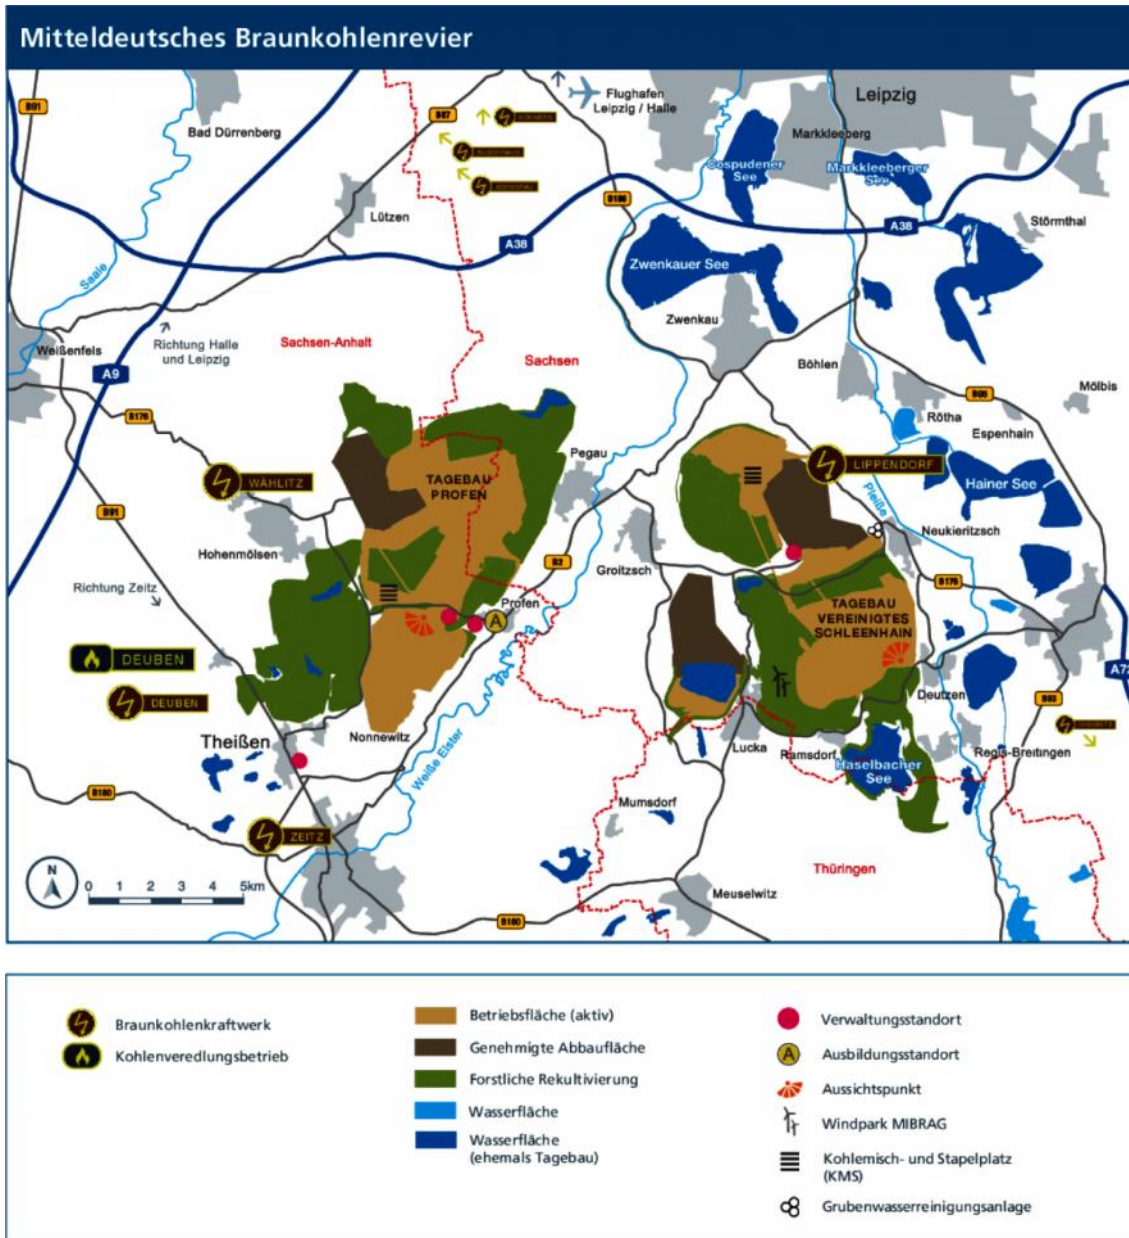 Mitteldeutsches Braunkohlenrevier
B91
Bad Dürrenberg
B87
Flughafen
Leipzig / Halle
Leipzig
Markkleeberg
Cospudener
See
Markkleeberger
See
Störmthal
Lützen
B186
A38
A38
Saale
Zwenkauer See
Zwenkau
Richtung Halle
und Leipzig
Sachsen-Anhalt
Sachsen
Weißenfels
A9
Böhlen
Mölbis
B95
Rötha
Espenhain
B176
WÄHLITZ
TAGEBAU
PROFEN
Pegau
LIPPENDORF
Hainer See
Pleiße
Neukieritzsch
B91
Hohenmölsen
B2
Groitzsch
B176
Richtung Zeitz
Profen
A
TAGEBAU
VEREINIGTES
SCHLEENHAIN
DEUBEN
DEUBEN
A72
Deutzen
B93
Nonnewitz
Theißen
Weiße Elster
Lucka
Ramsdorf
Regis-Breitingen
Haselbacher
See
B180
Mumsdorf
ZEITZ
Thüringen
N
0 1 2 3 4 5km
Meuselwitz
B180
Braunkohlenkraftwerk
Kohlenveredlungsbetrieb
Betriebsfläche (aktiv)
Genehmigte Abbaufläche
Forstliche Rekultivierung
Wasserfläche
Wasserfläche
(ehemals Tagebau)
Verwaltungsstandort
A
Ausbildungsstandort
Aussichtspunkt
Windpark MIBRAG
Kohlemisch- und Stapelplatz
(KMS)
Grubenwasserreinigungsanlage